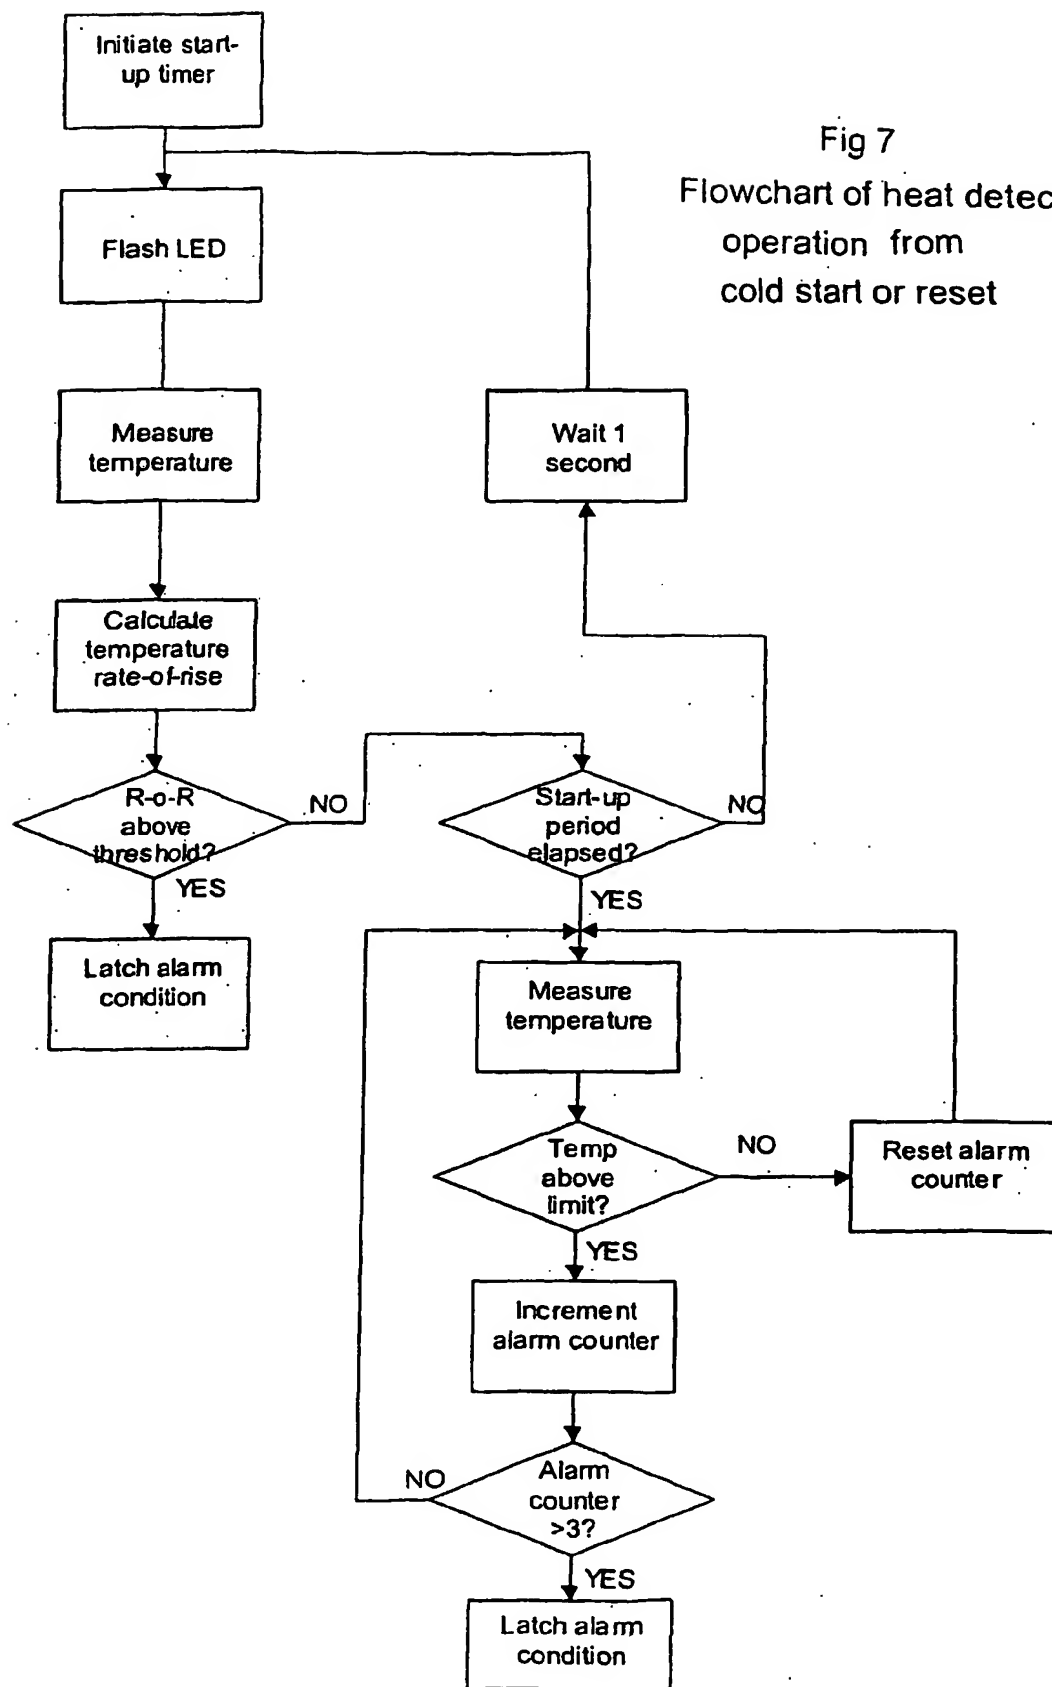 Initiate start-
up timer
Fig 7
Flowchart of heat detec
operation from
cold start or reset
Flash LED
Measure
temperature
Wait 1
second
Calculate
temperature
rate-of-rise
R-o-R
above
threshold?
NO
YES
Start-up
period
elapsed?
NO
YES
Latch alarm
condition
Measure
temperature
Temp
above
limit?
NO
YES
Reset alarm
counter
Increment
alarm counter
NO
Alarm
counter
>3?
YES
Latch alarm
condition